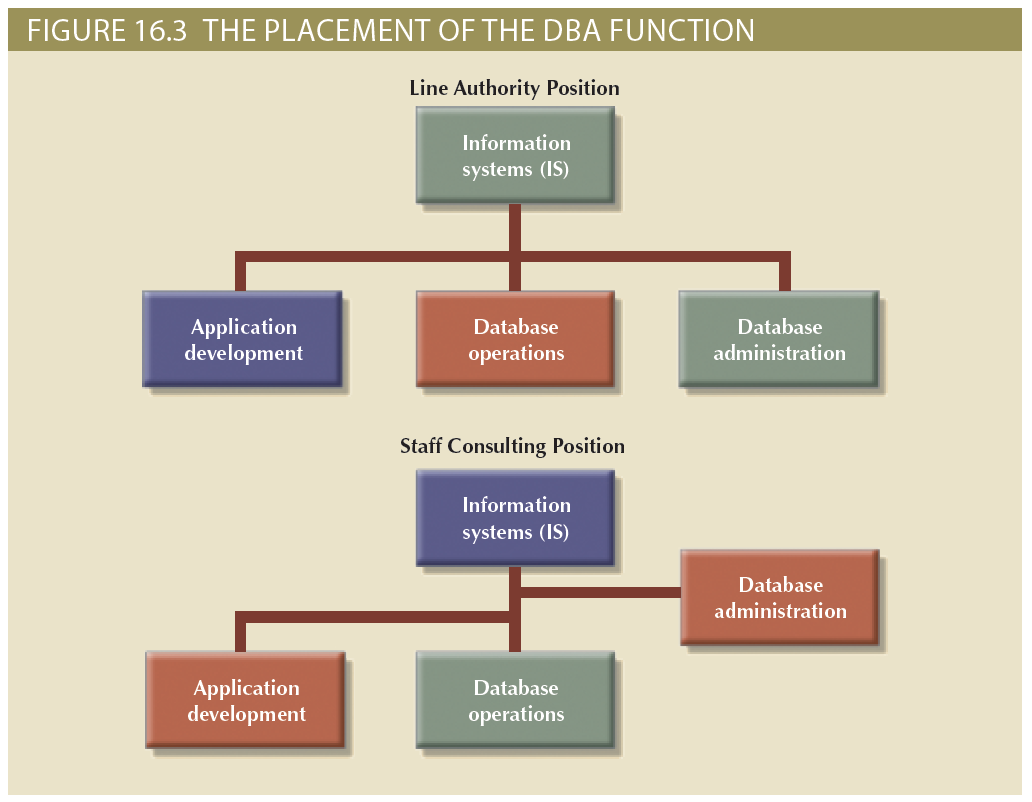 FIGURE 16.3 THE PLACEMENT OF THE DBA FUNCTION
Line Authority Position
Information
systems (IS)
Application
development
Database
operations
Database
administration
Staff Consulting Position
Information
systems (IS)
Database
administration
Application
development
Database
operations